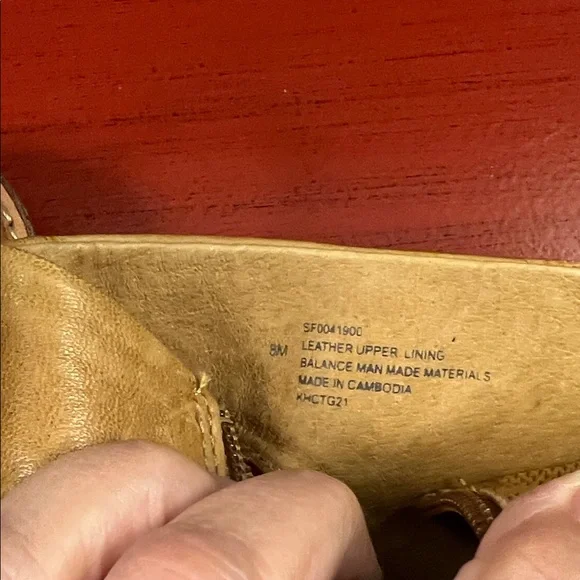 SF0041900
8M
LEATHER UPPER LINING
BALANCE MAN MADE MATERIALS
MADE IN CAMBODIA
KHCTG21